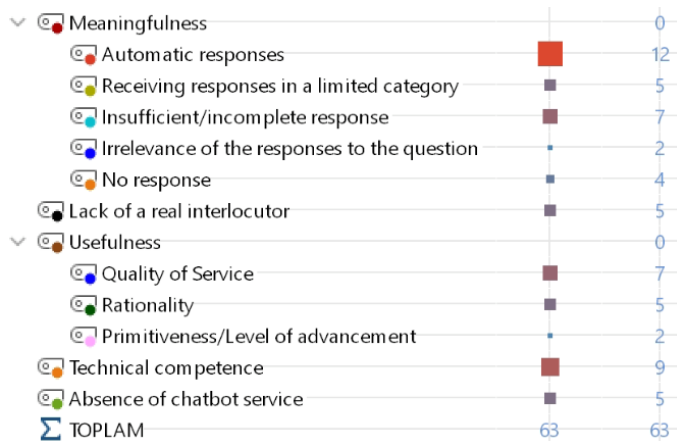 Meaningfulness 0
Automatic responses 12
Receiving responses in a limited category 5
Insufficient/incomplete response 7
Irrelevance of the responses to the question 2
No response 4
Lack of a real interlocutor 5
Usefulness 0
Quality of Service 7
Rationality 5
Primitiveness/Level of advancement 2
Technical competence 9
Absence of chatbot service 5
Σ TOPLAM 63 63